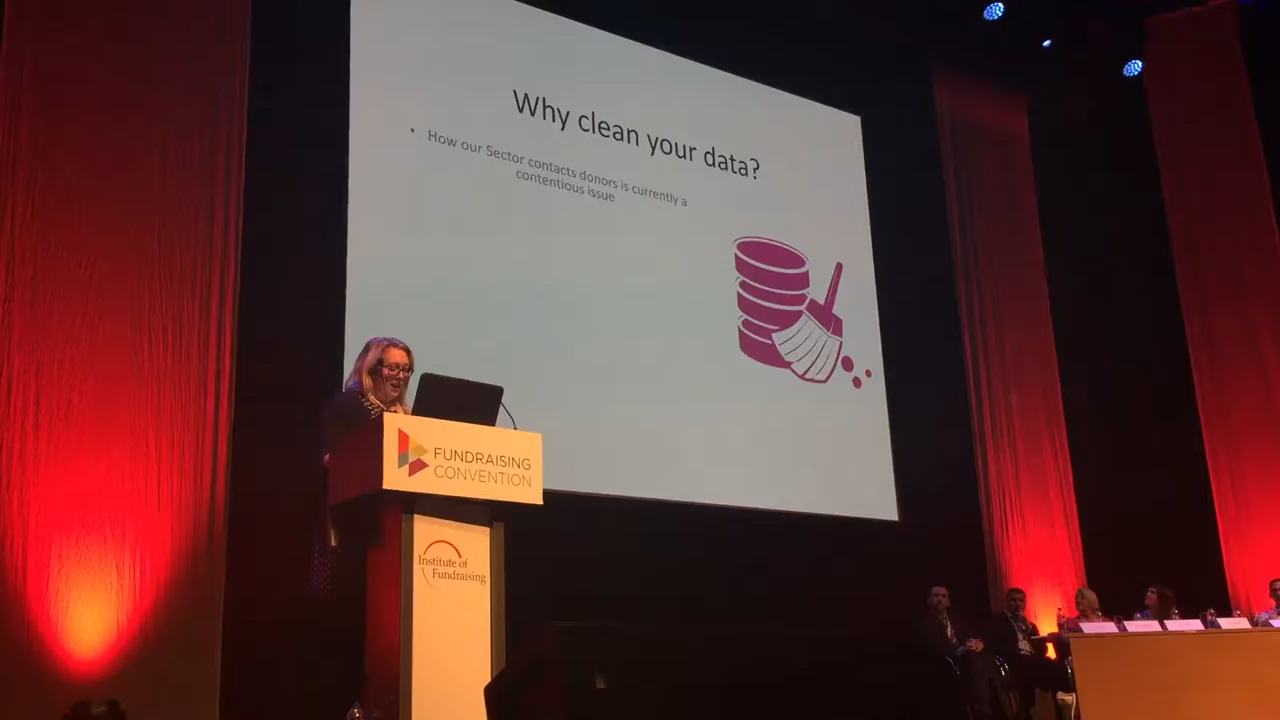 Why clean your data?
• How our Sector contacts donors is currently a
contentious issue
FUNDRAISING
CONVENTION
Institute of
Fundraising